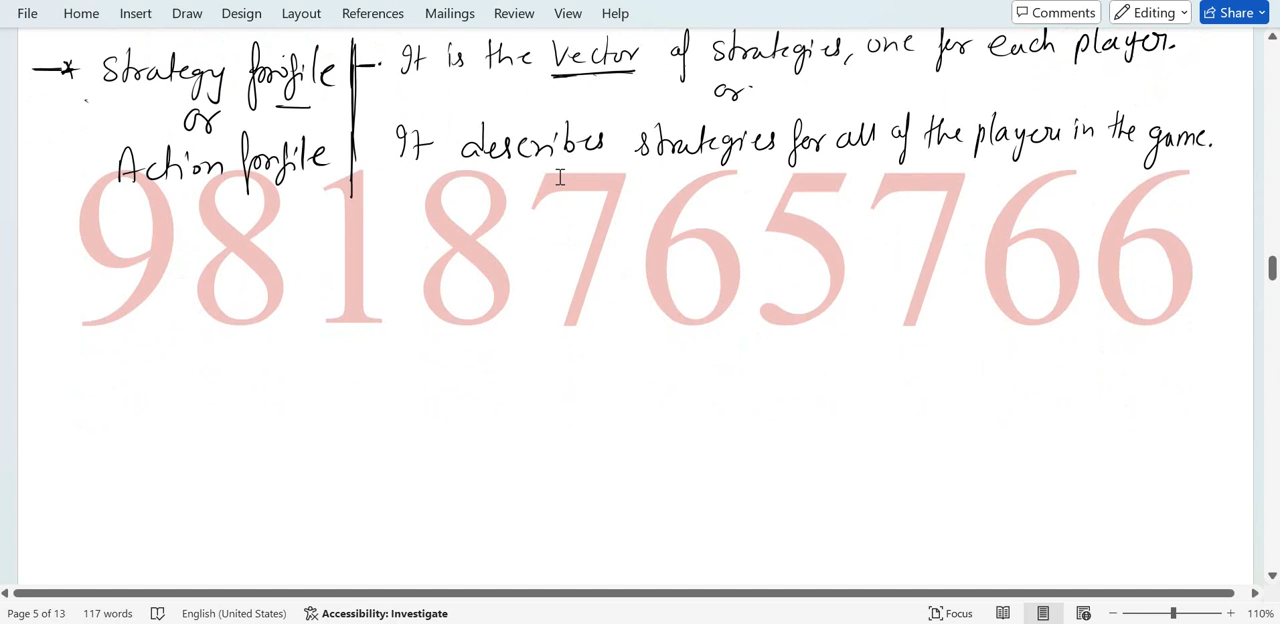 File Home Insert Draw Design Layout References Mailings Review View Help Comments Editing Share
Strategy profile
or
Action profile
It is the vector of strategies, one for each player.
or
It describes strategies for all of the players in the game.
9818765766
Page 5 of 13 117 words English (United States) Accessibility: Investigate Focus 110%